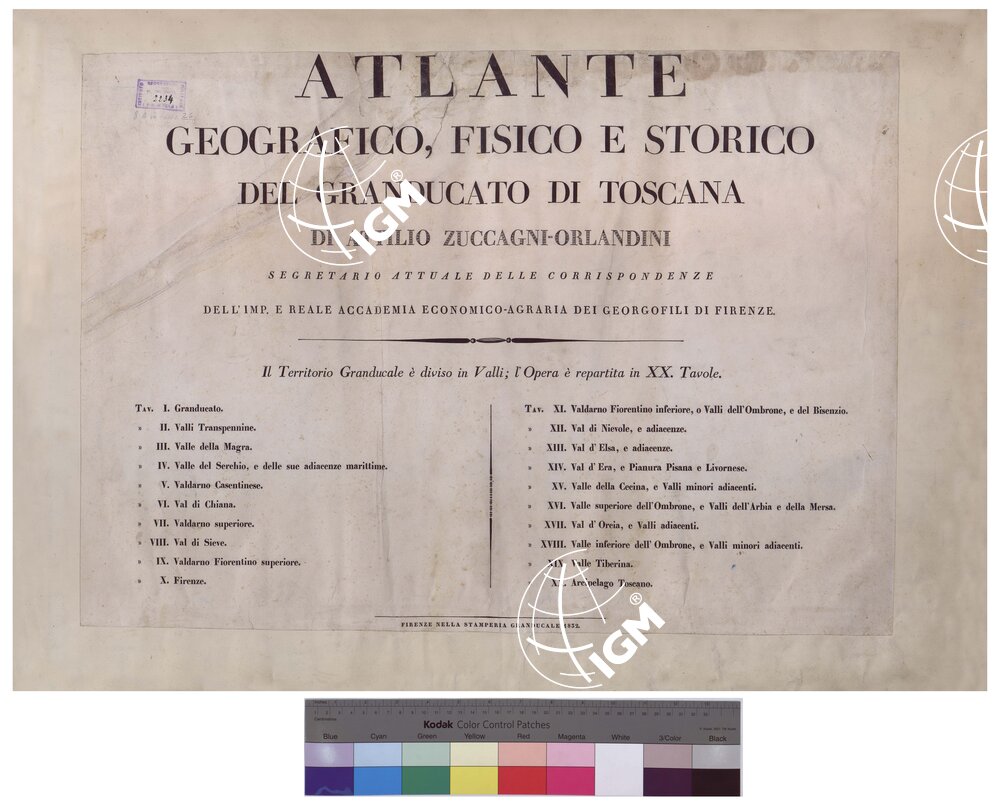 ATLANTE
GEOGRAFICO, FISICO E STORICO
DEL GRANDUCATO DI TOSCANA
DI ATTILIO ZUCCAGNI-ORLANDINI
SEGRETARIO ATTUALE DELLE CORRISPONDENZE
DELL'IMP. E REALE ACCADEMIA ECONOMICO-AGRARIA DEI GEORGOFILI DI FIRENZE.
Il Territorio Granducale è diviso in Valli; l'Opera è repartita in XX. Tavole.
TAV. I. Granducato.
» II. Valli Transpennine.
» III. Valle della Magra.
» IV. Valle del Serchio, e delle sue adiacenze marittime.
» V. Valdarno Casentinese.
» VI. Val di Chiana.
» VII. Valdarno superiore.
» VIII. Val di Sieve.
» IX. Valdarno Fiorentino superiore.
» X. Firenze.
TAV. XI. Valdarno Fiorentino inferiore, o Valli dell'Ombrone, e del Bisenzio.
» XII. Val di Nievole, e adiacenze.
» XIII. Val d'Elsa, e adiacenze.
» XIV. Val d'Era, e Pianura Pisana e Livornese.
» XV. Valle della Cecina, e Valli minori adiacenti.
» XVI. Valle superiore dell'Ombrone, e Valli dell'Arbia e della Mersa.
» XVII. Val d'Orcia, e Valli adiacenti.
» XVIII. Valle inferiore dell'Ombrone, e Valli minori adiacenti.
» XIX. Valle Tiberina.
» XX. Arcipelago Toscano.
FIRENZE NELLA STAMPERIA GRANDUCALE 1832.
IGM®
IGM®
Kodak Color Control Patches
Blue Cyan Green Yellow Red Magenta White 3/Color Black